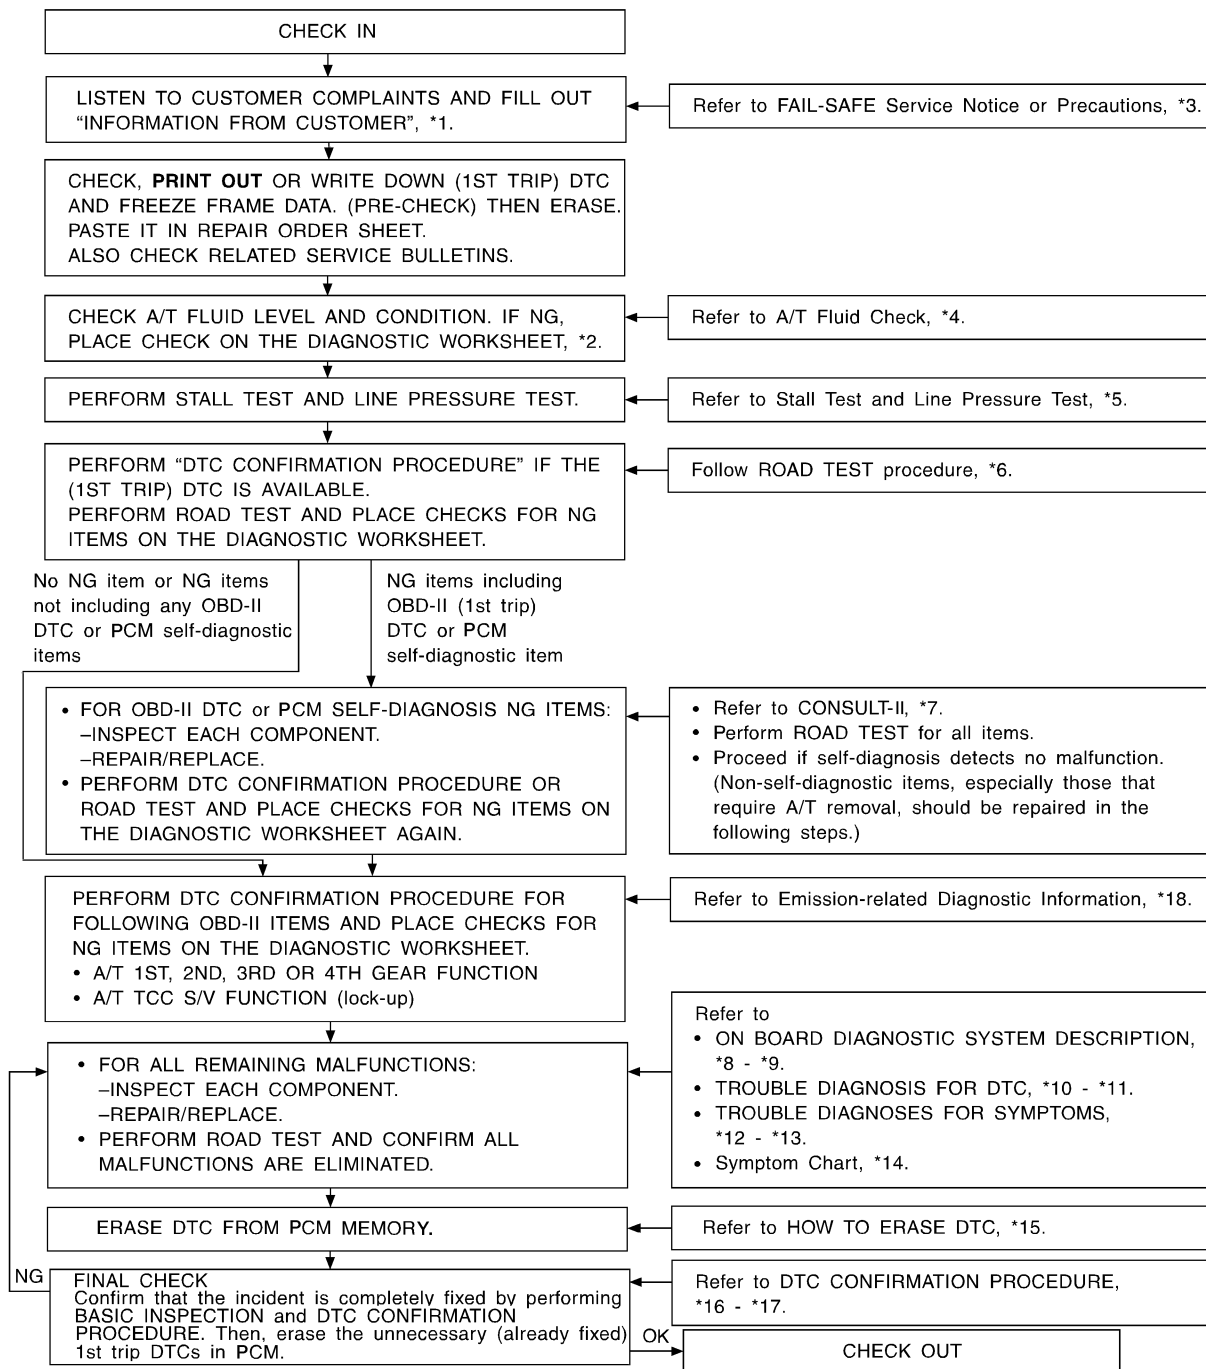 CHECK IN
LISTEN TO CUSTOMER COMPLAINTS AND FILL OUT
“INFORMATION FROM CUSTOMER”, *1.
Refer to FAIL-SAFE Service Notice or Precautions, *3.
CHECK, PRINT OUT OR WRITE DOWN (1ST TRIP) DTC
AND FREEZE FRAME DATA. (PRE-CHECK) THEN ERASE.
PASTE IT IN REPAIR ORDER SHEET.
ALSO CHECK RELATED SERVICE BULLETINS.
CHECK A/T FLUID LEVEL AND CONDITION. IF NG,
PLACE CHECK ON THE DIAGNOSTIC WORKSHEET, *2.
Refer to A/T Fluid Check, *4.
PERFORM STALL TEST AND LINE PRESSURE TEST.
Refer to Stall Test and Line Pressure Test, *5.
PERFORM “DTC CONFIRMATION PROCEDURE” IF THE
(1ST TRIP) DTC IS AVAILABLE.
PERFORM ROAD TEST AND PLACE CHECKS FOR NG
ITEMS ON THE DIAGNOSTIC WORKSHEET.
Follow ROAD TEST procedure, *6.
No NG item or NG items
not including any OBD-II
DTC or PCM self-diagnostic
items
NG items including
OBD-II (1st trip)
DTC or PCM
self-diagnostic item
• FOR OBD-II DTC or PCM SELF-DIAGNOSIS NG ITEMS:
–INSPECT EACH COMPONENT.
–REPAIR/REPLACE.
• PERFORM DTC CONFIRMATION PROCEDURE OR
ROAD TEST AND PLACE CHECKS FOR NG ITEMS ON
THE DIAGNOSTIC WORKSHEET AGAIN.
• Refer to CONSULT-II, *7.
• Perform ROAD TEST for all items.
• Proceed if self-diagnosis detects no malfunction.
(Non-self-diagnostic items, especially those that
require A/T removal, should be repaired in the
following steps.)
PERFORM DTC CONFIRMATION PROCEDURE FOR
FOLLOWING OBD-II ITEMS AND PLACE CHECKS FOR
NG ITEMS ON THE DIAGNOSTIC WORKSHEET.
• A/T 1ST, 2ND, 3RD OR 4TH GEAR FUNCTION
• A/T TCC S/V FUNCTION (lock-up)
Refer to Emission-related Diagnostic Information, *18.
• FOR ALL REMAINING MALFUNCTIONS:
–INSPECT EACH COMPONENT.
–REPAIR/REPLACE.
• PERFORM ROAD TEST AND CONFIRM ALL
MALFUNCTIONS ARE ELIMINATED.
Refer to
• ON BOARD DIAGNOSTIC SYSTEM DESCRIPTION,
*8 - *9.
• TROUBLE DIAGNOSIS FOR DTC, *10 - *11.
• TROUBLE DIAGNOSES FOR SYMPTOMS,
*12 - *13.
• Symptom Chart, *14.
ERASE DTC FROM PCM MEMORY.
Refer to HOW TO ERASE DTC, *15.
NG
FINAL CHECK
Confirm that the incident is completely fixed by performing
BASIC INSPECTION and DTC CONFIRMATION
PROCEDURE. Then, erase the unnecessary (already fixed)
1st trip DTCs in PCM.
Refer to DTC CONFIRMATION PROCEDURE,
*16 - *17.
OK
CHECK OUT